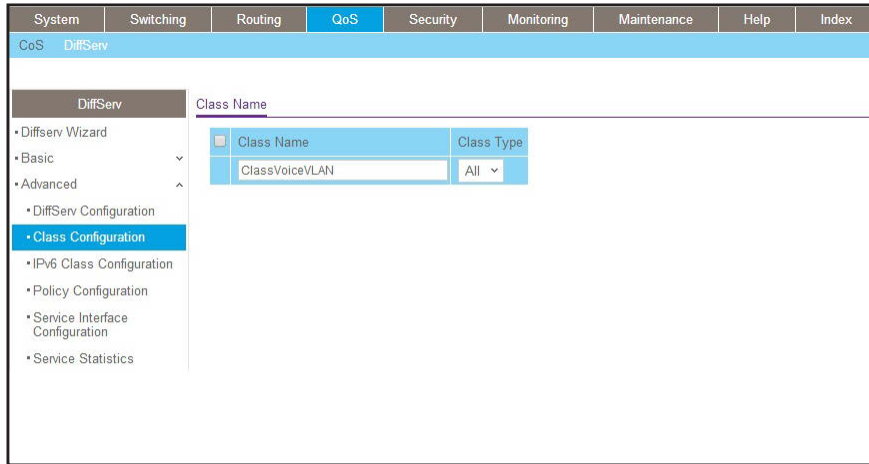 System Switching Routing QoS Security Monitoring Maintenance Help Index
CoS DiffServ
DiffServ
Diffserv Wizard
Basic
Advanced
DiffServ Configuration
Class Configuration
IPv6 Class Configuration
Policy Configuration
Service Interface
Configuration
Service Statistics
Class Name
Class Name Class Type
ClassVoiceVLAN All